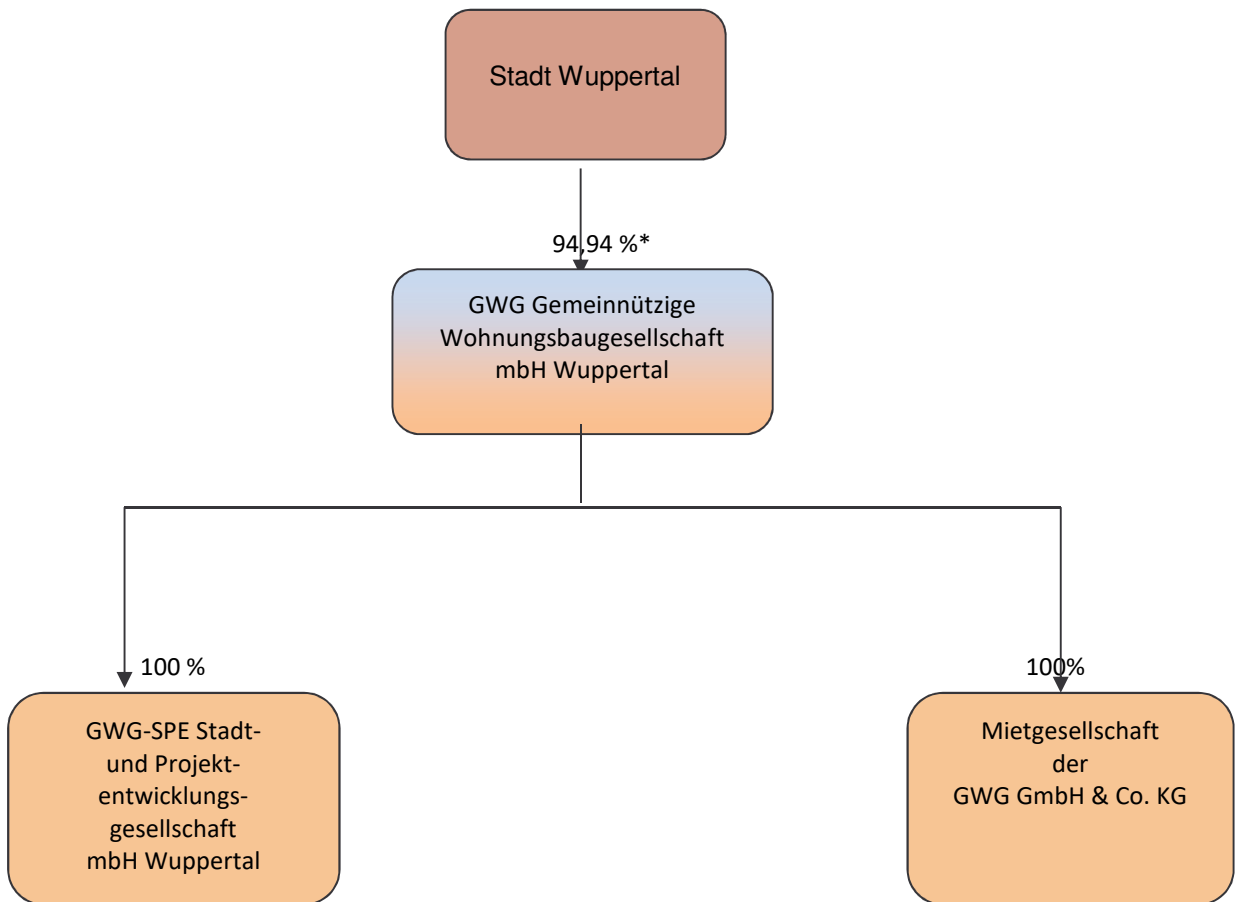 Stadt Wuppertal
94,94 %*
GWG Gemeinnützige
Wohnungsbaugesellschaft
mbH Wuppertal
100 %
100%
GWG-SPE Stadt-
und Projekt-
entwicklungs-
gesellschaft
mbH Wuppertal
Mietgesellschaft
der
GWG GmbH & Co. KG